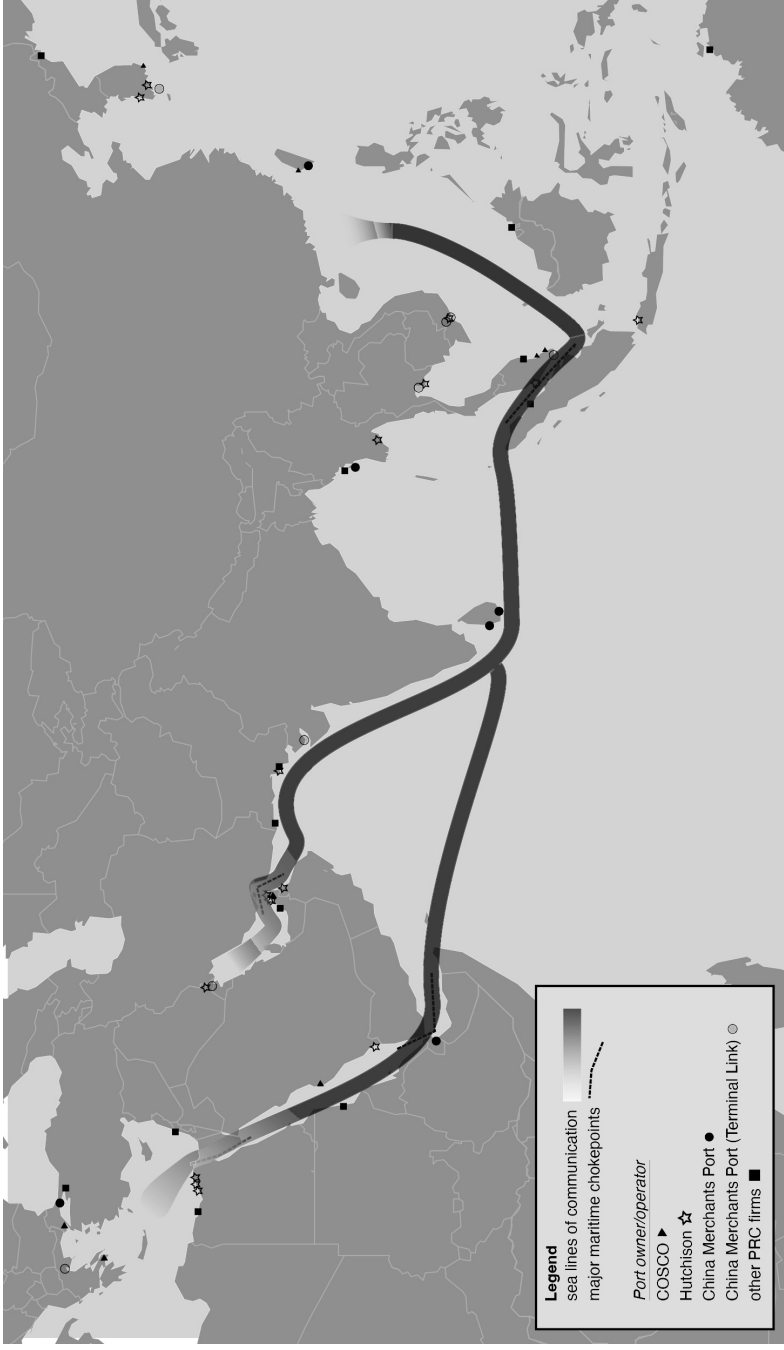 Legend
sea lines of communication
major maritime chokepoints
Port owner/operator
COSCO
Hutchison
China Merchants Port
China Merchants Port (Terminal Link)
other PRC firms